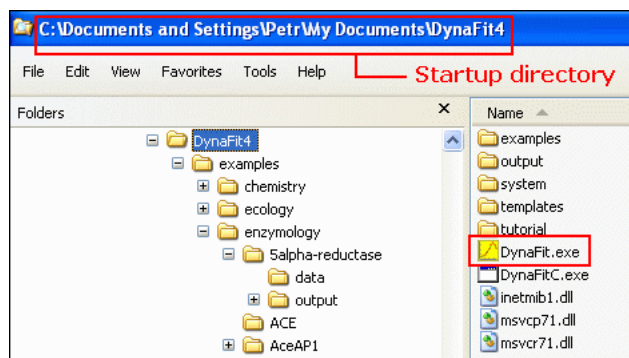 C:\Documents and Settings\Petr\My Documents\DynaFit4
File Edit View Favorites Tools Help
Startup directory
Folders
DynaFit4
examples
chemistry
ecology
enzymology
5alpha-reductase
data
output
ACE
AceAP1
Name
examples
output
system
templates
tutorial
DynaFit.exe
DynaFitC.exe
inetmib1.dll
msvcp71.dll
msvcr71.dll